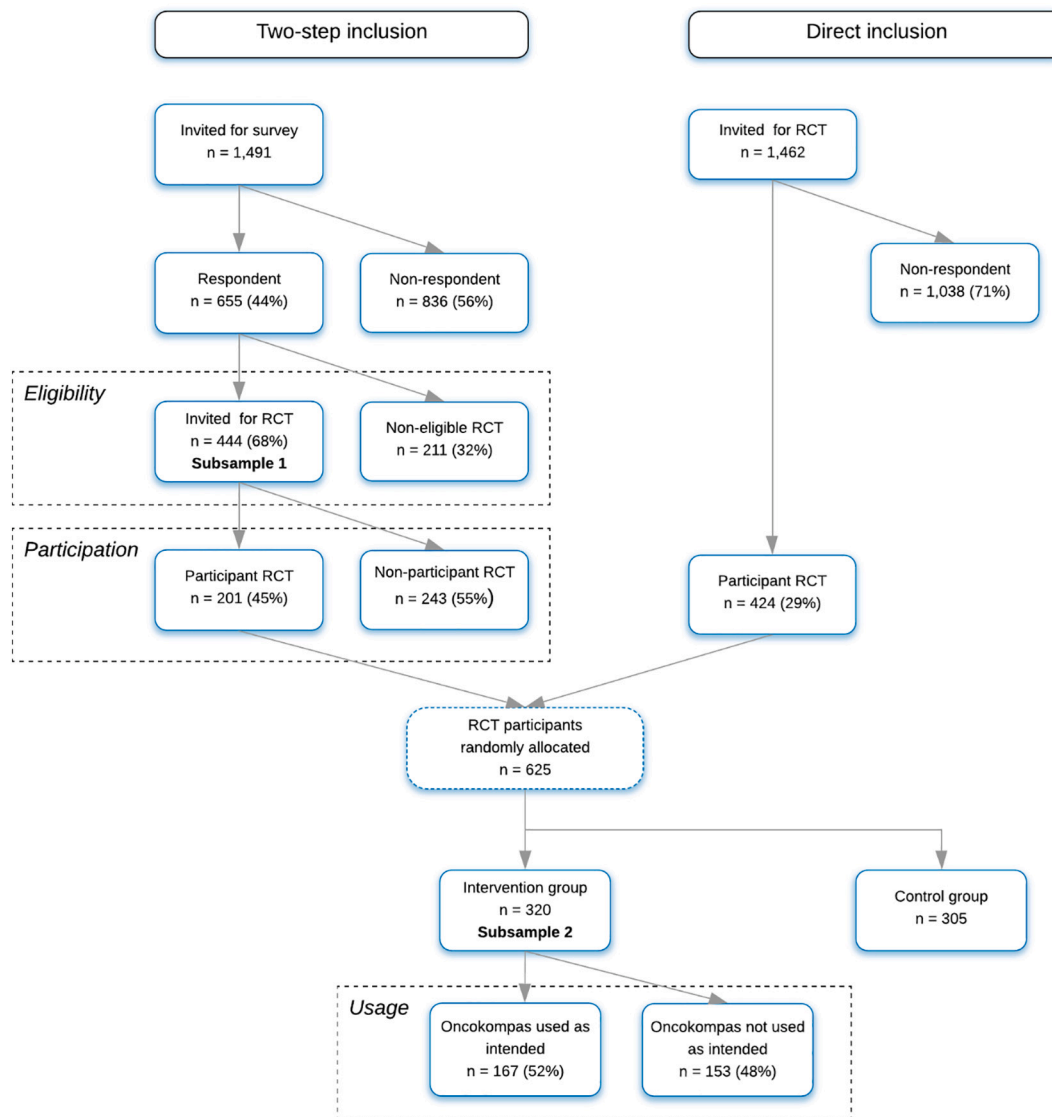 Two-step inclusion
Direct inclusion
Invited for survey
n = 1,491
Invited  for RCT
n = 1,462
Respondent
n = 655 (44%)
Non-respondent
n = 836 (56%)
Non-respondent
n = 1,038 (71%)
Eligibility
Invited  for RCT
n = 444 (68%)
Subsample 1
Non-eligible RCT
n = 211 (32%)
Participation
Participant RCT
n = 201 (45%)
Non-participant RCT
n = 243 (55%)
Participant RCT
n = 424 (29%)
RCT participants
randomly allocated
n = 625
Intervention group
n = 320
Subsample 2
Control group
n = 305
Usage
Oncokompas used as
intended
n = 167 (52%)
Oncokompas not used
as intended
n = 153 (48%)